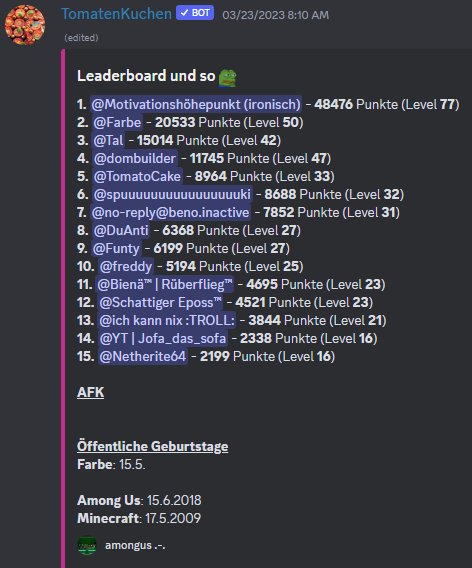 TomatenKuchen ✓ BOT 03/23/2023 8:10 AM
(edited)
Leaderboard und so
1. @Motivationshöhepunkt (ironisch) - 48476 Punkte (Level 77)
2. @Farbe - 20533 Punkte (Level 50)
3. @Tal - 15014 Punkte (Level 42)
4. @dombuilder - 11745 Punkte (Level 47)
5. @TomatoCake - 8964 Punkte (Level 33)
6. @spuuuuuuuuuuuuuuuuki - 8688 Punkte (Level 32)
7. @no-reply@beno.inactive - 7852 Punkte (Level 31)
8. @DuAnti - 6368 Punkte (Level 27)
9. @Funty - 6199 Punkte (Level 27)
10. @freddy - 5194 Punkte (Level 25)
11. @Bienä™ | Rüberflieg™ - 4695 Punkte (Level 23)
12. @Schattiger Eposs™ - 4521 Punkte (Level 23)
13. @ich kann nix :TROLL: - 3844 Punkte (Level 21)
14. @YT | Jofa_das_sofa - 2338 Punkte (Level 16)
15. @Netherite64 - 2199 Punkte (Level 16)
AFK
Öffentliche Geburtstage
Farbe: 15.5.
Among Us: 15.6.2018
Minecraft: 17.5.2009
amongus .-.